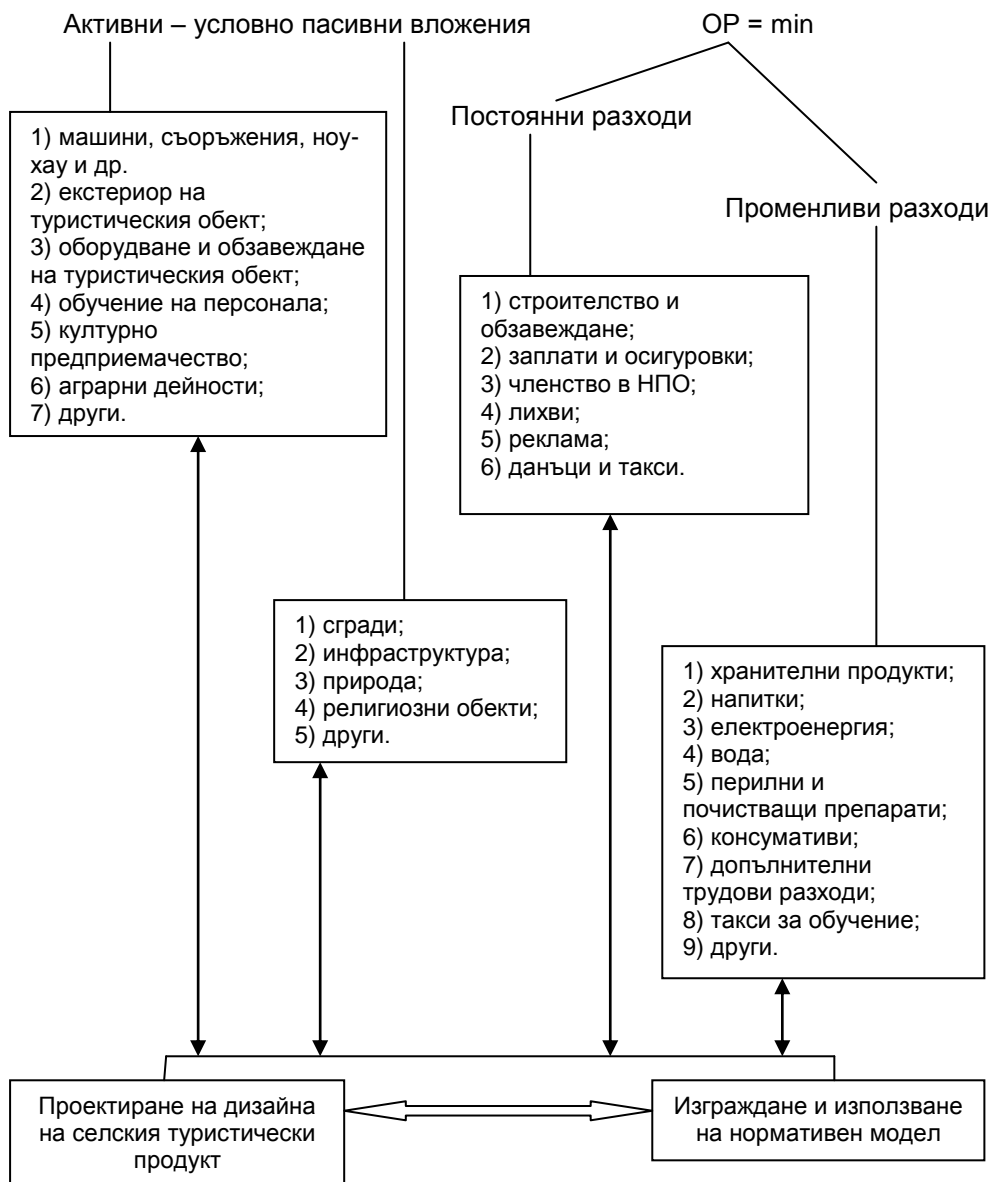 Активни – условно пасивни вложения
ОР = min
Постоянни разходи
Променливи разходи
1) машини, съоръжения, ноу-
хау и др.
2) екстериор на
туристическия обект;
3) оборудване и обзавеждане
на туристическия обект;
4) обучение на персонала;
5) културно
предприемачество;
6) аграрни дейности;
7) други.
1) строителство и
обзавеждане;
2) заплати и осигуровки;
3) членство в НПО;
4) лихви;
5) реклама;
6) данъци и такси.
1) сгради;
2) инфраструктура;
3) природа;
4) религиозни обекти;
5) други.
1) хранителни продукти;
2) напитки;
3) електроенергия;
4) вода;
5) перилни и
почистващи препарати;
6) консумативи;
7) допълнителни
трудови разходи;
8) такси за обучение;
9) други.
Проектиране на дизайна
на селския туристически
продукт
Изграждане и използване
на нормативен модел